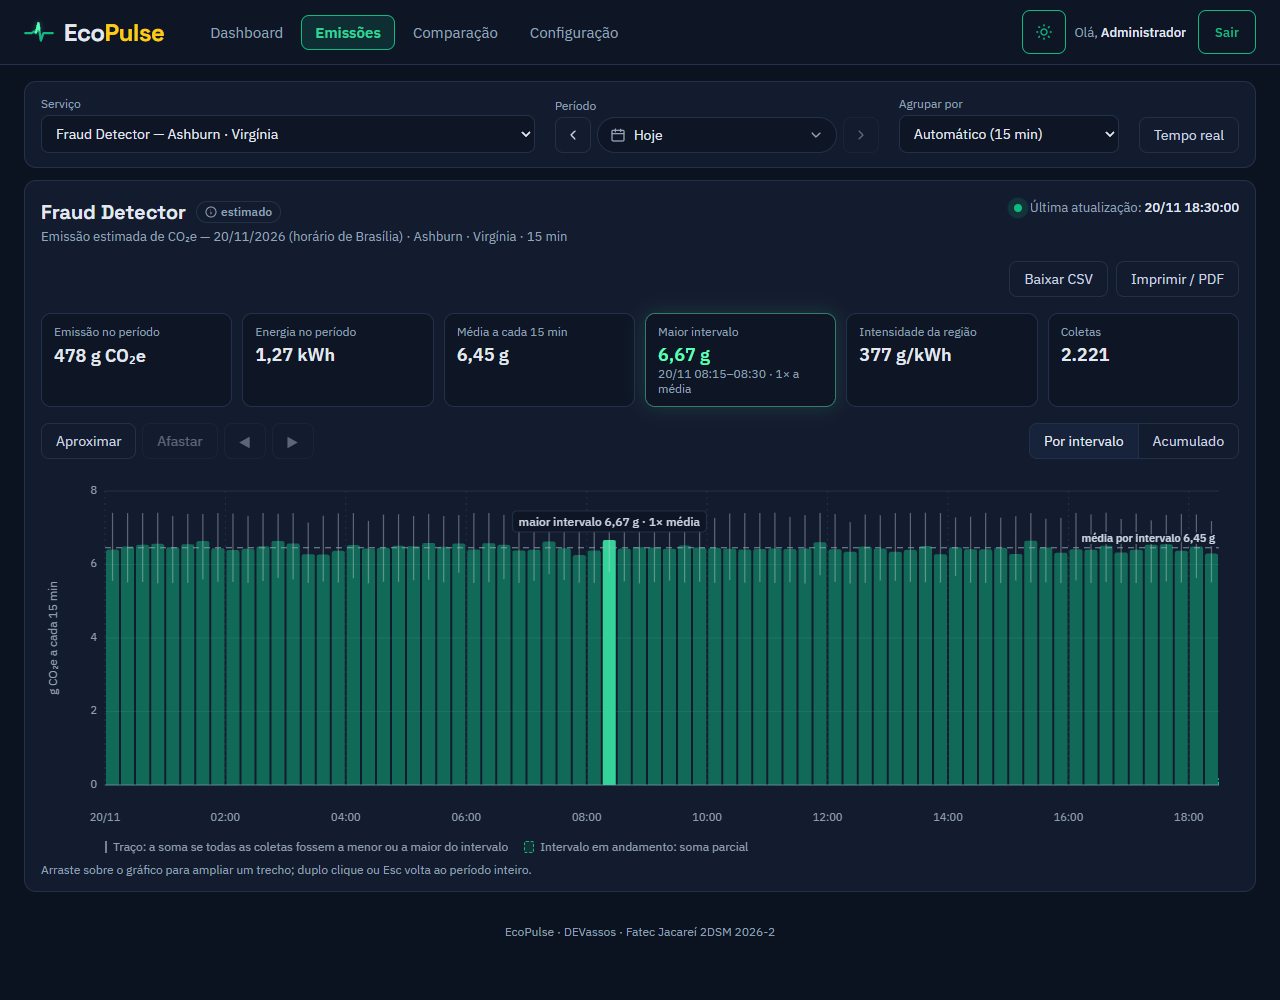 EcoPulse
Dashboard
Emissões
Comparação
Configuração
Olá, Administrador
Sair
Serviço
Fraud Detector — Ashburn · Virgínia
Período
Hoje
Agrupar por
Automático (15 min)
Tempo real
Fraud Detector
estimado
Última atualização: 20/11 18:30:00
Emissão estimada de CO₂e — 20/11/2026 (horário de Brasília) · Ashburn · Virgínia · 15 min
Baixar CSV
Imprimir / PDF
Emissão no período
478 g CO₂e
Energia no período
1,27 kWh
Média a cada 15 min
6,45 g
Maior intervalo
6,67 g
20/11 08:15–08:30 · 1× a
média
Intensidade da região
377 g/kWh
Coletas
2.221
Aproximar
Afastar
Por intervalo
Acumulado
g CO₂e a cada 15 min
8
6
4
2
0
maior intervalo 6,67 g · 1× média
média por intervalo 6,45 g
20/11
02:00
04:00
06:00
08:00
10:00
12:00
14:00
16:00
18:00
Traço: a soma se todas as coletas fossem a menor ou a maior do intervalo
Intervalo em andamento: soma parcial
Arraste sobre o gráfico para ampliar um trecho; duplo clique ou Esc volta ao período inteiro.
EcoPulse · DEVassos · Fatec Jacareí 2DSM 2026-2